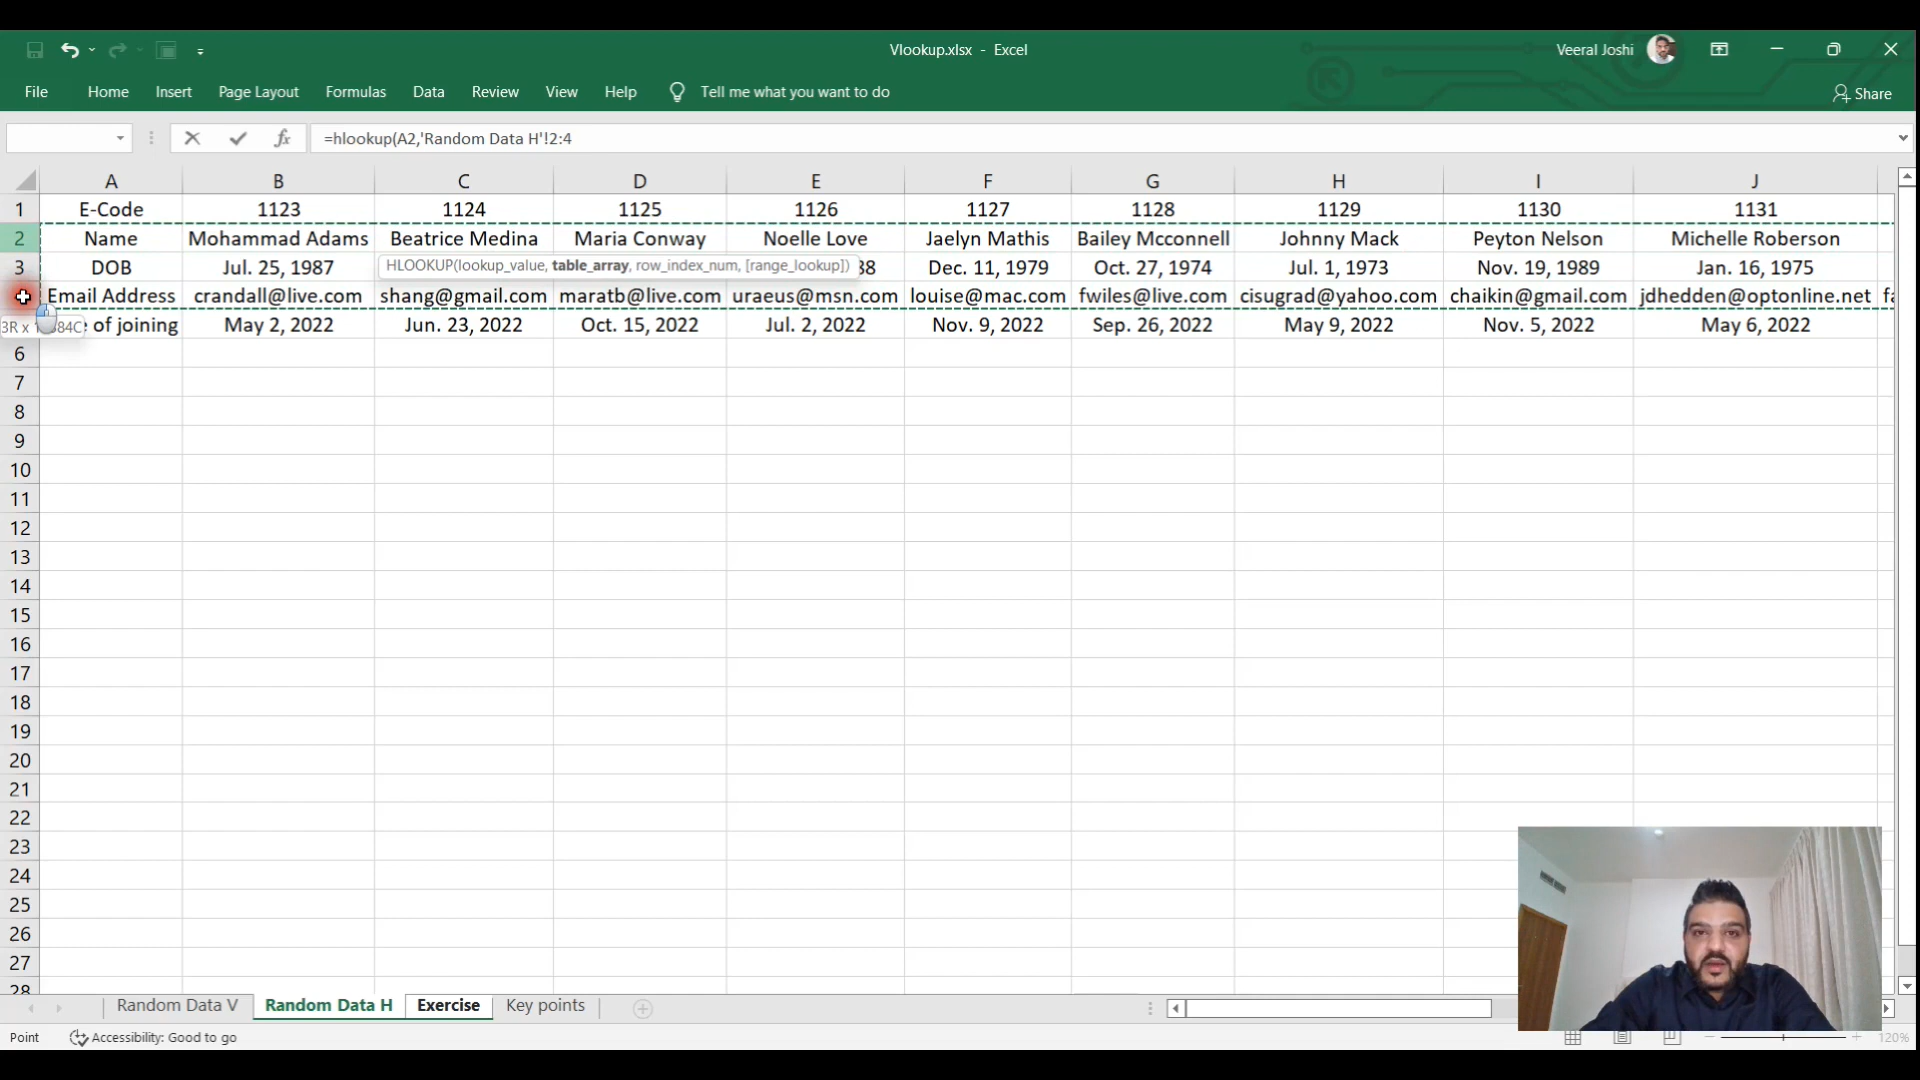 Vlookup.xlsx - Excel
Veeral Joshi
File Home Insert Page Layout Formulas Data Review View Help Tell me what you want to do
Share
=hlookup(A2,'Random Data H'!2:4
A B C D E F G H I J
1 E-Code 1123 1124 1125 1126 1127 1128 1129 1130 1131
2 Name Mohammad Adams Beatrice Medina Maria Conway Noelle Love Jaelyn Mathis Bailey Mcconnell Johnny Mack Peyton Nelson Michelle Roberson
3 DOB Jul. 25, 1987 HLOOKUP(lookup_value, table_array, row_index_num, [range_lookup]) 38 Dec. 11, 1979 Oct. 27, 1974 Jul. 1, 1973 Nov. 19, 1989 Jan. 16, 1975
Email Address crandall@live.com shang@gmail.com maratb@live.com uraeus@msn.com louise@mac.com fwiles@live.com cisugrad@yahoo.com chaikin@gmail.com jdhedden@optonline.net
3R x of joining May 2, 2022 Jun. 23, 2022 Oct. 15, 2022 Jul. 2, 2022 Nov. 9, 2022 Sep. 26, 2022 May 9, 2022 Nov. 5, 2022 May 6, 2022
6
7
8
9
10
11
12
13
14
15
16
17
18
19
20
21
22
23
24
25
26
27
28
Random Data V Random Data H Exercise Key points
Point Accessibility: Good to go
120%